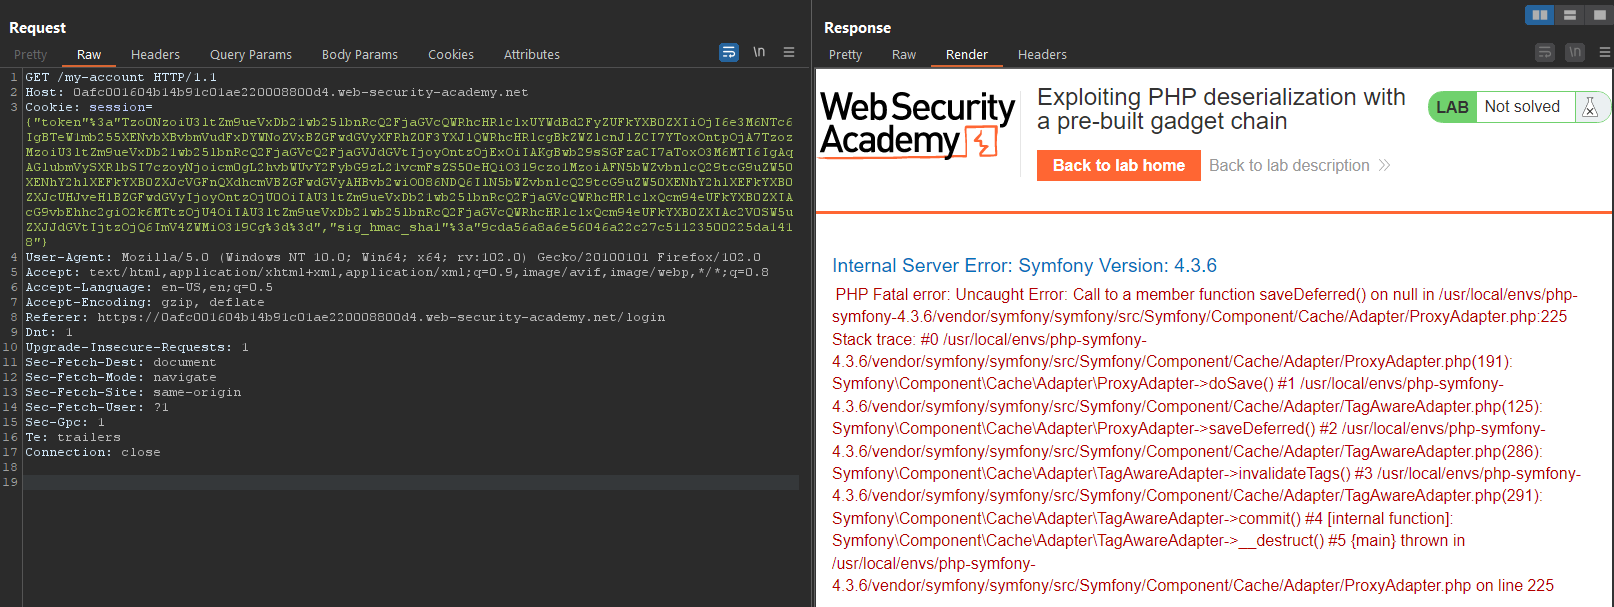 Request
Response
Pretty Raw Headers Query Params Body Params Cookies Attributes \n
Pretty Raw Render Headers \n
1 GET /my-account HTTP/1.1
2 Host: 0afc001604b14b91c01ae220008800d4.web-security-academy.net
3 Cookie: session=
4 User-Agent: Mozilla/5.0 (Windows NT 10.0; Win64; x64; rv:102.0) Gecko/20100101 Firefox/102.0
5 Accept: text/html,application/xhtml+xml,application/xml;q=0.9,image/avif,image/webp,*/*;q=0.8
6 Accept-Language: en-US,en;q=0.5
7 Accept-Encoding: gzip, deflate
8 Referer: https://0afc001604b14b91c01ae220008800d4.web-security-academy.net/login
9 Dnt: 1
10 Upgrade-Insecure-Requests: 1
11 Sec-Fetch-Dest: document
12 Sec-Fetch-Mode: navigate
13 Sec-Fetch-Site: same-origin
14 Sec-Fetch-User: ?1
15 Sec-Gpc: 1
16 Te: trailers
17 Connection: close
18
19
Web Security
Academy
Exploiting PHP deserialization with
a pre-built gadget chain
LAB Not solved
Back to lab home Back to lab description
Internal Server Error: Symfony Version: 4.3.6
PHP Fatal error: Uncaught Error: Call to a member function saveDeferred() on null in /usr/local/envs/php-
symfony-4.3.6/vendor/symfony/symfony/src/Symfony/Component/Cache/Adapter/ProxyAdapter.php:225
Stack trace: #0 /usr/local/envs/php-symfony-
4.3.6/vendor/symfony/symfony/src/Symfony/Component/Cache/Adapter/ProxyAdapter.php(191):
Symfony\Component\Cache\Adapter\ProxyAdapter->doSave() #1 /usr/local/envs/php-symfony-
4.3.6/vendor/symfony/symfony/src/Symfony/Component/Cache/Adapter/TagAwareAdapter.php(125):
Symfony\Component\Cache\Adapter\ProxyAdapter->saveDeferred() #2 /usr/local/envs/php-symfony-
4.3.6/vendor/symfony/symfony/src/Symfony/Component/Cache/Adapter/TagAwareAdapter.php(286):
Symfony\Component\Cache\Adapter\TagAwareAdapter->invalidateTags() #3 /usr/local/envs/php-symfony-
4.3.6/vendor/symfony/symfony/src/Symfony/Component/Cache/Adapter/TagAwareAdapter.php(291):
Symfony\Component\Cache\Adapter\TagAwareAdapter->commit() #4 [internal function]:
Symfony\Component\Cache\Adapter\TagAwareAdapter->__destruct() #5 {main} thrown in
/usr/local/envs/php-symfony-
4.3.6/vendor/symfony/symfony/src/Symfony/Component/Cache/Adapter/ProxyAdapter.php on line 225